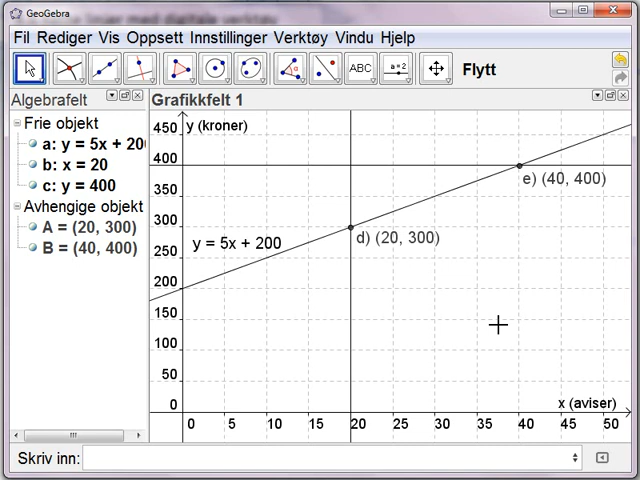 GeoGebra
Fil Rediger Vis Oppsett Innstillinger Verktøy Vindu Hjelp
ABC
a=2
Flytt
Algebrafelt
Grafikkfelt 1
Frie objekt
a: y = 5x + 20
b: x = 20
c: y = 400
Avhengige objekt
A = (20, 300)
B = (40, 400)
y (kroner)
450
400
350
300
250
200
150
100
50
0
e) (40, 400)
d) (20, 300)
y = 5x + 200
x (aviser)
0 5 10 15 20 25 30 35 40 45 50
Skriv inn: